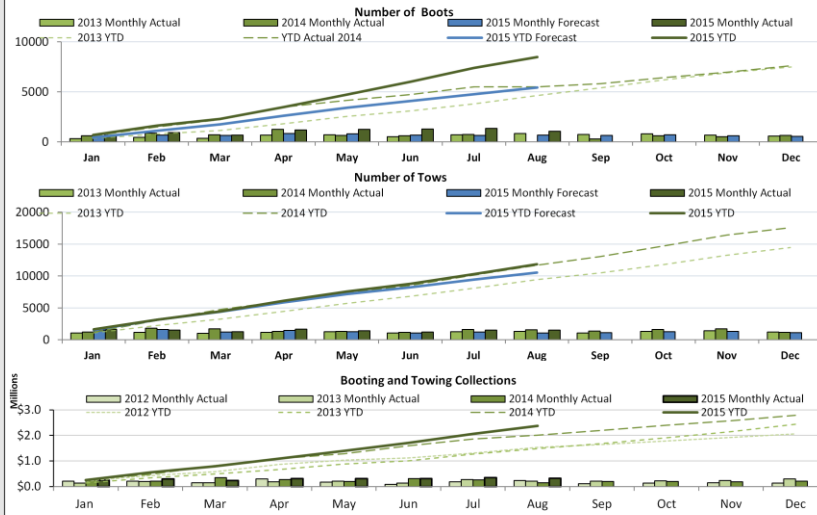 Number of Boots
2013 Monthly Actual 2014 Monthly Actual 2015 Monthly Forecast 2015 Monthly Actual
2013 YTD YTD Actual 2014 2015 YTD Forecast 2015 YTD
10000
5000
0
Jan Feb Mar Apr May Jun Jul Aug Sep Oct Nov Dec
Number of Tows
2013 Monthly Actual 2014 Monthly Actual 2015 Monthly Forecast 2015 Monthly Actual
2013 YTD 2014 YTD 2015 YTD Forecast 2015 YTD
20000
15000
10000
5000
0
Jan Feb Mar Apr May Jun Jul Aug Sep Oct Nov Dec
Booting and Towing Collections
Millions
2012 Monthly Actual 2013 Monthly Actual 2014 Monthly Actual 2015 Monthly Actual
2012 YTD 2013 YTD 2014 YTD 2015 YTD
$3.0
$2.0
$1.0
$0.0
Jan Feb Mar Apr May Jun Jul Aug Sep Oct Nov Dec